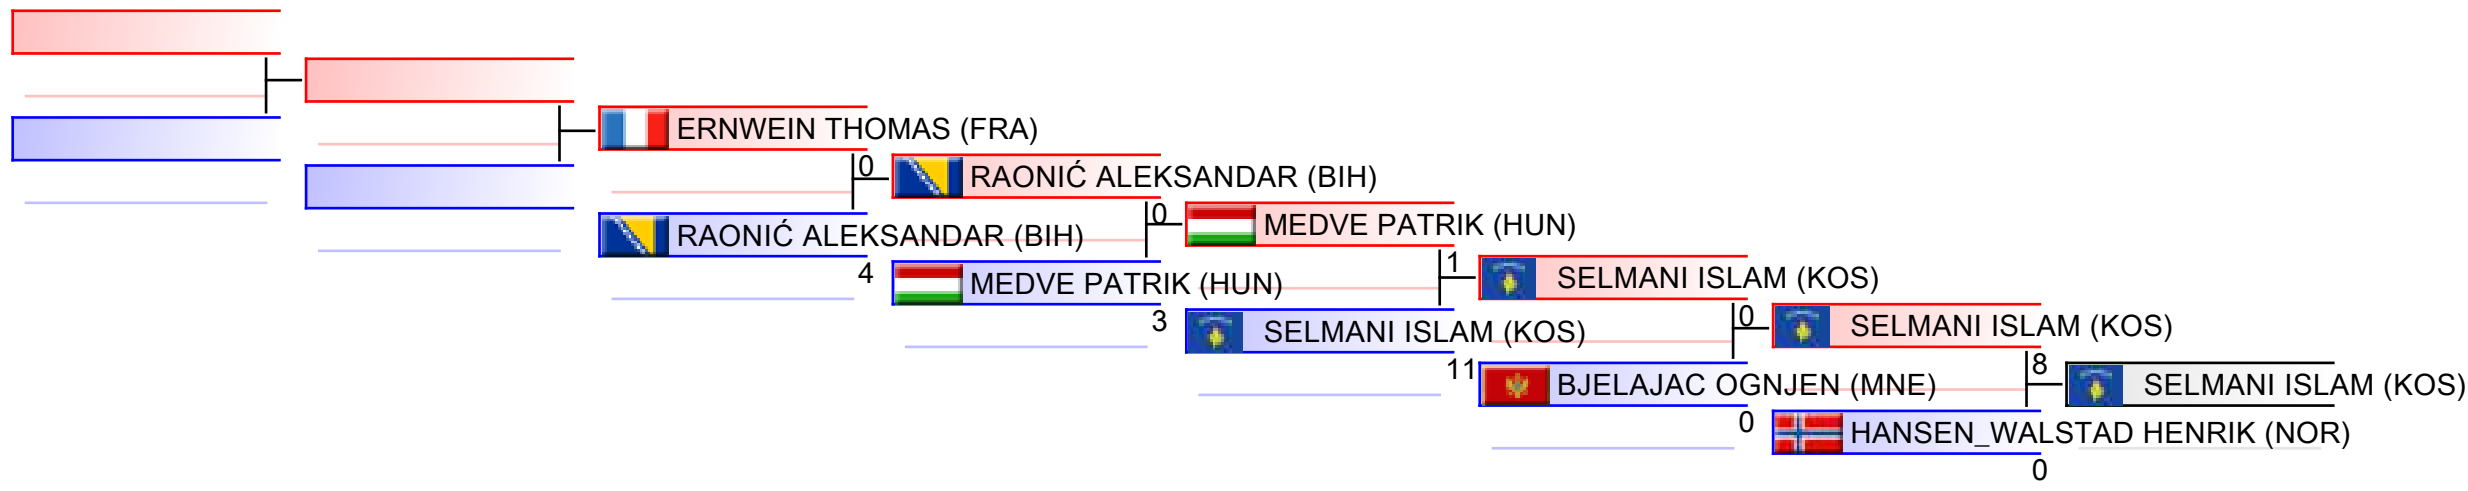 ERNWEIN THOMAS (FRA)
0
RAONIĆ ALEKSANDAR (BIH)
4
RAONIĆ ALEKSANDAR (BIH)
0
MEDVE PATRIK (HUN)
3
MEDVE PATRIK (HUN)
1
SELMANI ISLAM (KOS)
11
SELMANI ISLAM (KOS)
0
BJELAJAC OGNJEN (MNE)
0
SELMANI ISLAM (KOS)
8
HANSEN_WALSTAD HENRIK (NOR)
0
SELMANI ISLAM (KOS)